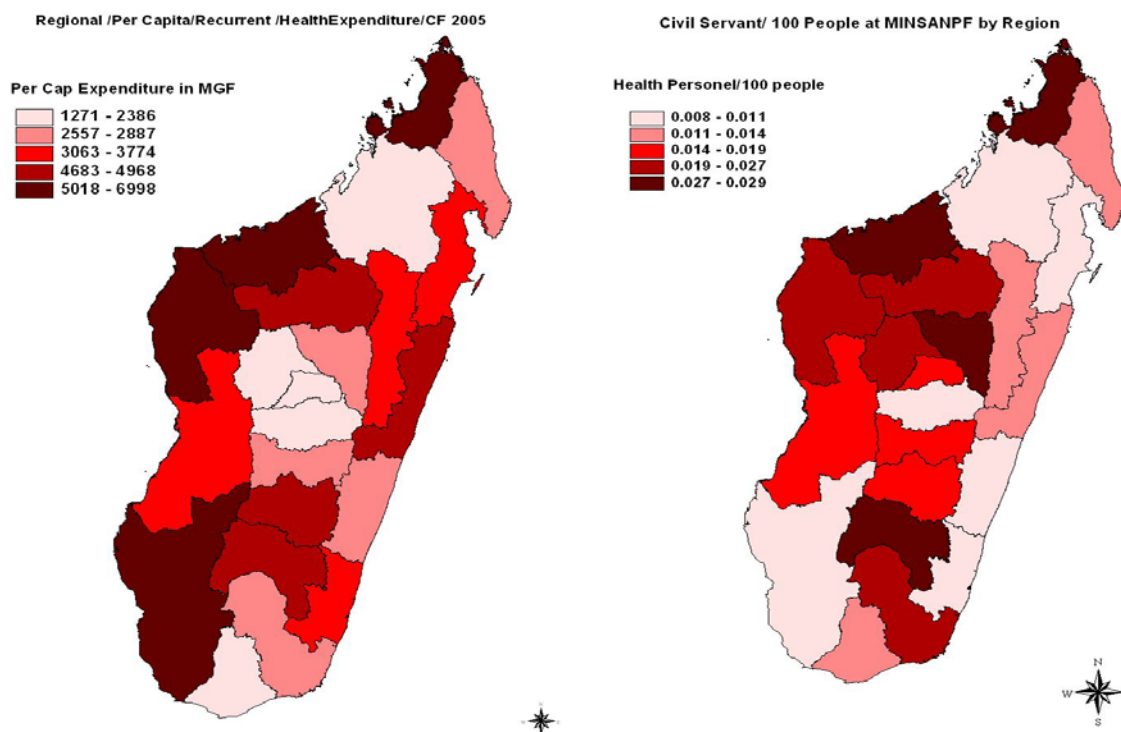 Regional /Per Capita/Recurrent /HealthExpenditure/CF 2005
Per Cap Expenditure in MGF
1271 - 2386
2557 - 2887
3063 - 3774
4683 - 4968
5018 - 6998
Civil Servant/ 100 People at MINSANPF by Region
Health Personel/100 people
0.008 - 0.011
0.011 - 0.014
0.014 - 0.019
0.019 - 0.027
0.027 - 0.029
N
W E
S